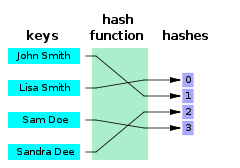 hash
keys function hashes
John Smith
Lisa Smith
Sam Doe
Sandra Dee
0
1
2
3